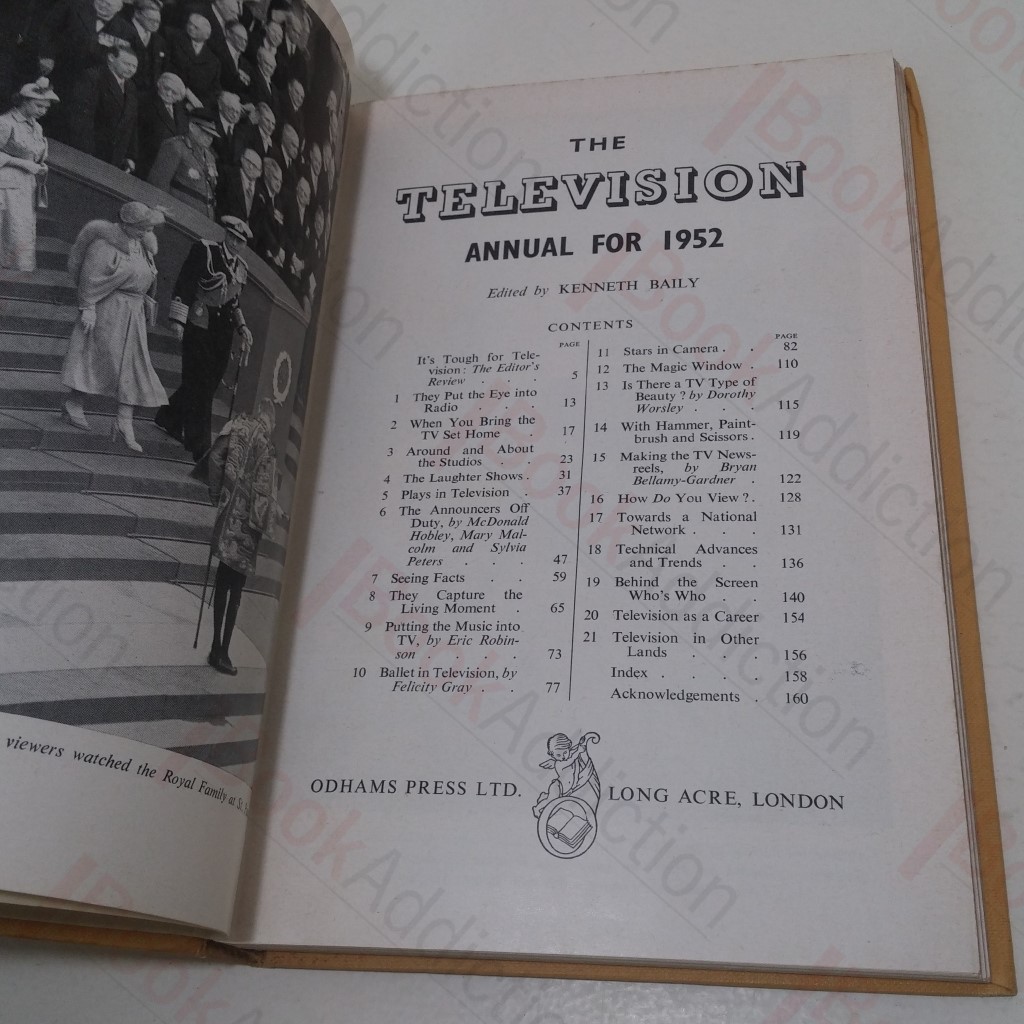 THE
TELEVISION
ANNUAL FOR 1952
Edited by KENNETH BAILY
CONTENTS
PAGE
It's Tough for Tele-
vision : The Editor's
Review . . . 5
1 They Put the Eye into
Radio . . . 13
2 When You Bring the
TV Set Home . 17
3 Around and About
the Studios . . 23
4 The Laughter Shows . 31
5 Plays in Television . 37
6 The Announcers Off
Duty, by McDonald
Hobley, Mary Mal-
colm and Sylvia
Peters . . . 47
7 Seeing Facts . . 59
8 They Capture the
Living Moment . 65
9 Putting the Music into
TV, by Eric Robin-
son . . . . . 73
10 Ballet in Television, by
Felicity Gray . . 77
PAGE
11 Stars in Camera . . 82
12 The Magic Window . 110
13 Is There a TV Type of
Beauty ? by Dorothy
Worsley . . . 115
14 With Hammer, Paint-
brush and Scissors . 119
15 Making the TV News-
reels, by Bryan
Bellamy-Gardner . 122
16 How Do You View ? . 128
17 Towards a National
Network . . . 131
18 Technical Advances
and Trends . . 136
19 Behind the Screen
Who's Who . . 140
20 Television as a Career 154
21 Television in Other
Lands . . . 156
Index . . . . 158
Acknowledgements . 160
ODHAMS PRESS LTD. LONG ACRE, LONDON
viewers watched the Royal Family at St.
BookAddiction